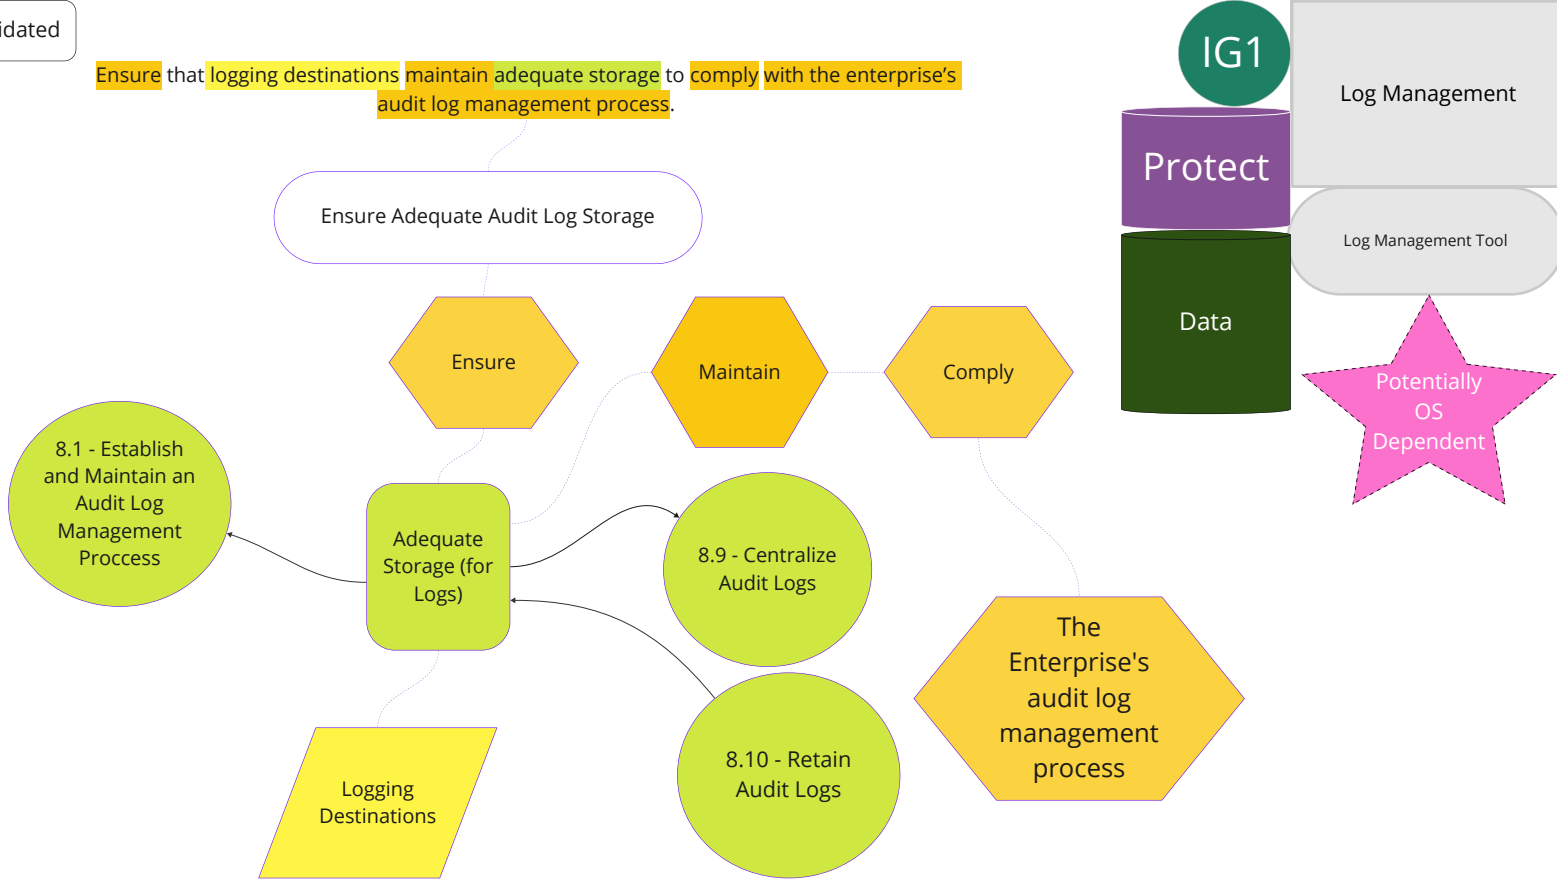 idated
Ensure that logging destinations maintain adequate storage to comply with the enterprise’s
audit log management process.
IG1
Log Management
Protect
Ensure Adequate Audit Log Storage
Log Management Tool
Data
Ensure
Maintain
Comply
Potentially
OS
Dependent
8.1 - Establish
and Maintain an
Audit Log
Management
Proccess
Adequate
Storage (for
Logs)
8.9 - Centralize
Audit Logs
The
Enterprise's
audit log
management
process
8.10 - Retain
Audit Logs
Logging
Destinations